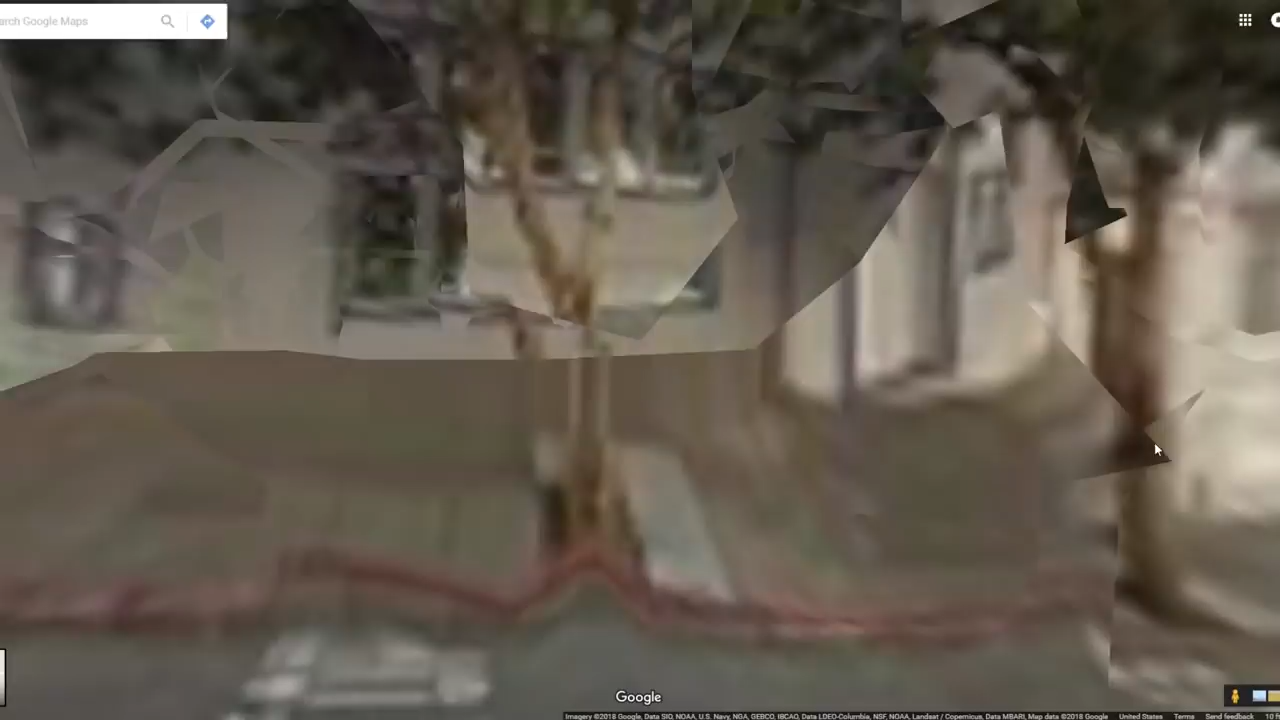 arch Google Maps
Google
Imagery ©2018 Google, Data SIO, NOAA, U.S. Navy, NGA, GEBCO, IBCAO, Data LDEO-Columbia, NSF, NOAA, Landsat / Copernicus, Data MBARI, Map data ©2018 Google United States Terms Send feedback